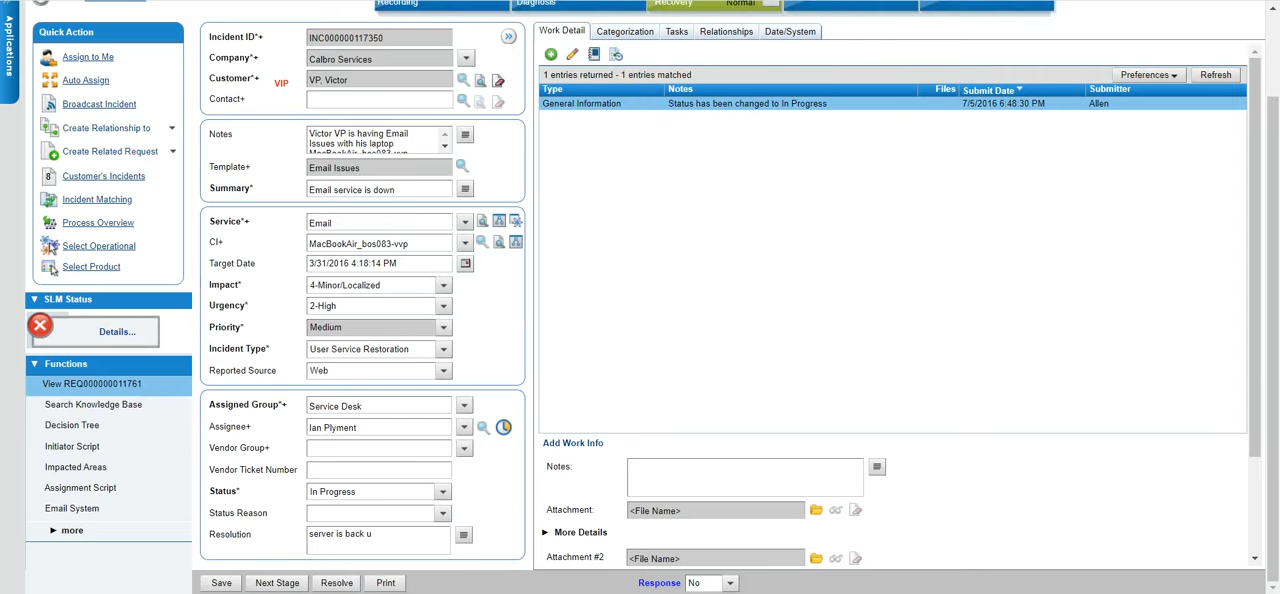 Applications
Recording
Diagnosis
Recovery
Normal
Quick Action
Assign to Me
Auto Assign
Broadcast Incident
Create Relationship to
Create Related Request
8
Customer's Incidents
Incident Matching
Process Overview
Select Operational
Select Product
SLM Status
Details...
Functions
View REQ000000011761
Search Knowledge Base
Decision Tree
Initiator Script
Impacted Areas
Assignment Script
Email System
more
Incident ID*+ INC000000117350
Company*+ Calbro Services
Customer*+ VIP VP, Victor
Contact+
Notes Victor VP is having Email
Issues with his laptop
MacBookAir_bos083-vvp
Template+ Email Issues
Summary* Email service is down
Service*+ Email
CI+ MacBookAir_bos083-vvp
Target Date 3/31/2016 4:18:14 PM
Impact* 4-Minor/Localized
Urgency* 2-High
Priority* Medium
Incident Type* User Service Restoration
Reported Source Web
Assigned Group*+ Service Desk
Assignee+ Ian Plyment
Vendor Group+
Vendor Ticket Number
Status* In Progress
Status Reason
Resolution server is back u
Work Detail Categorization Tasks Relationships Date/System
1 entries returned - 1 entries matched Preferences Refresh
Type Notes Files Submit Date Submitter
General Information Status has been changed to In Progress 7/5/2016 6:48:30 PM Allen
Add Work Info
Notes:
Attachment: <File Name>
More Details
Attachment #2 <File Name>
Save Next Stage Resolve Print Response No